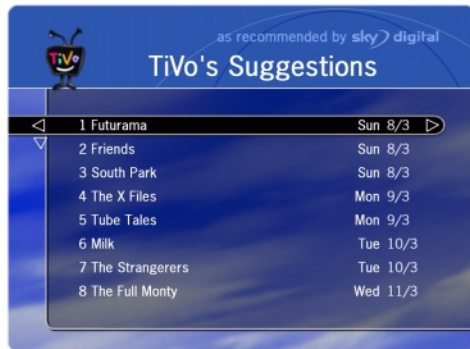 as recommended by sky digital
TiVo
TiVo's Suggestions
1 Futurama Sun 8/3
2 Friends Sun 8/3
3 South Park Sun 8/3
4 The X Files Mon 9/3
5 Tube Tales Mon 9/3
6 Milk Tue 10/3
7 The Strangerers Tue 10/3
8 The Full Monty Wed 11/3